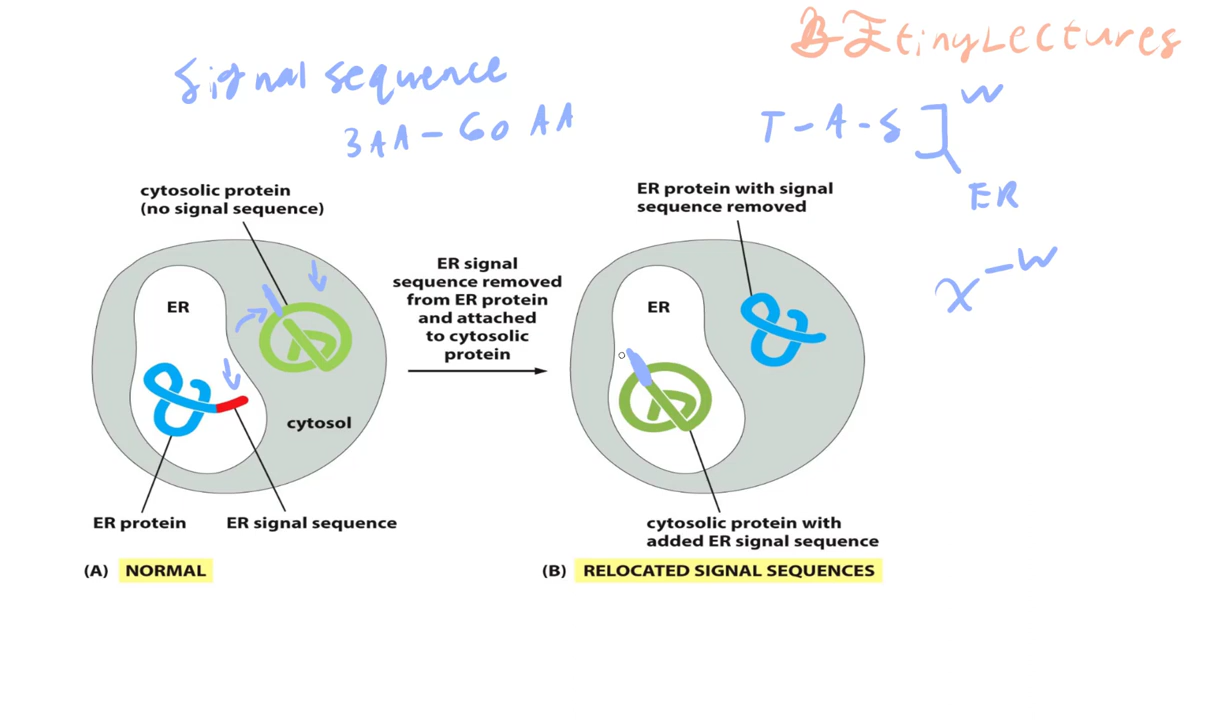 tinyLectures
Signal sequence
3AA - 60 AA
T - A - S ] W
ER
X - W
cytosolic protein
(no signal sequence)
ER
cytosol
ER protein
ER signal sequence
(A) NORMAL
ER signal
sequence removed
from ER protein
and attached
to cytosolic
protein
ER protein with signal
sequence removed
ER
cytosolic protein with
added ER signal sequence
(B) RELOCATED SIGNAL SEQUENCES